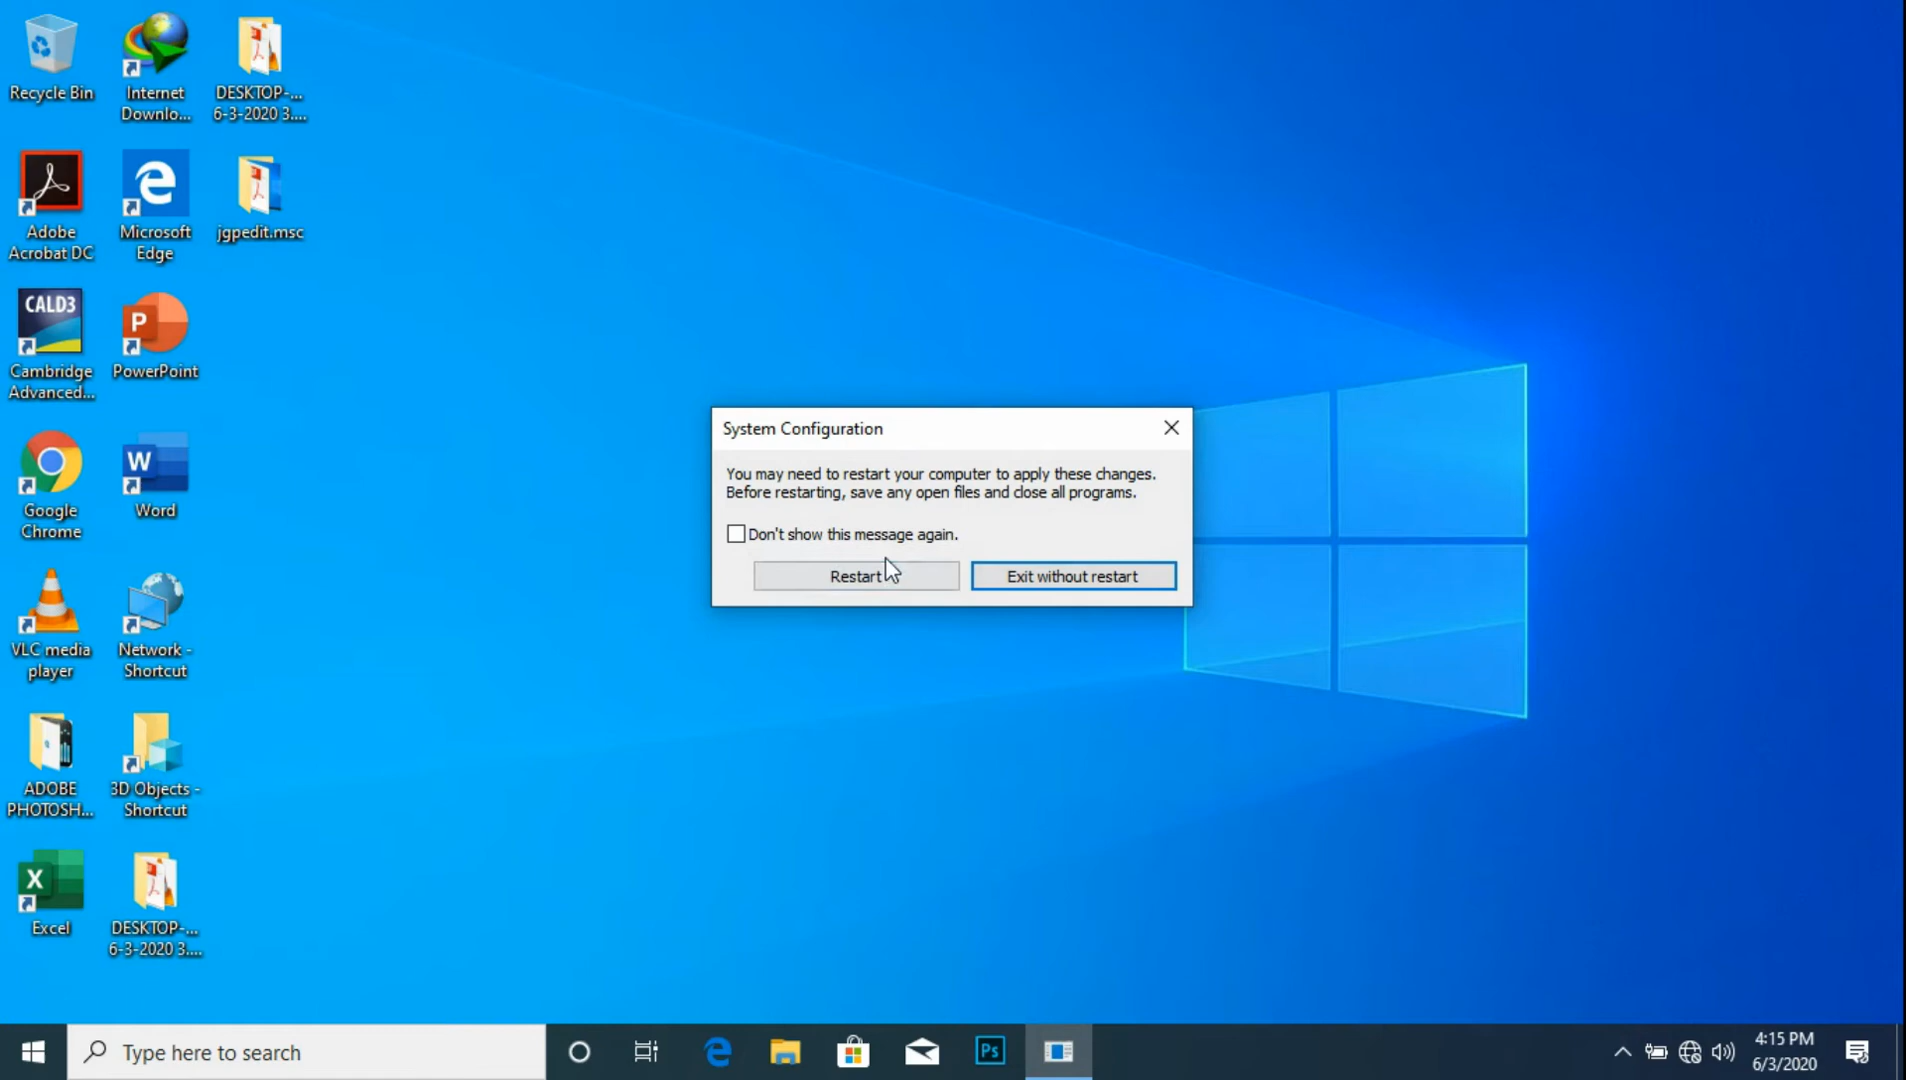 Recycle Bin
Internet
Downlo...
DESKTOP-...
6-3-2020 3....
Adobe
Acrobat DC
Microsoft
Edge
jgpedit.msc
CALD3
Cambridge
Advanced...
P
PowerPoint
Google
Chrome
W
Word
VLC media
player
Network -
Shortcut
ADOBE
PHOTOSH...
3D Objects -
Shortcut
X
Excel
DESKTOP-...
6-3-2020 3....
System Configuration
You may need to restart your computer to apply these changes.
Before restarting, save any open files and close all programs.
Don't show this message again.
Restart
Exit without restart
Type here to search
Ps
4:15 PM
6/3/2020